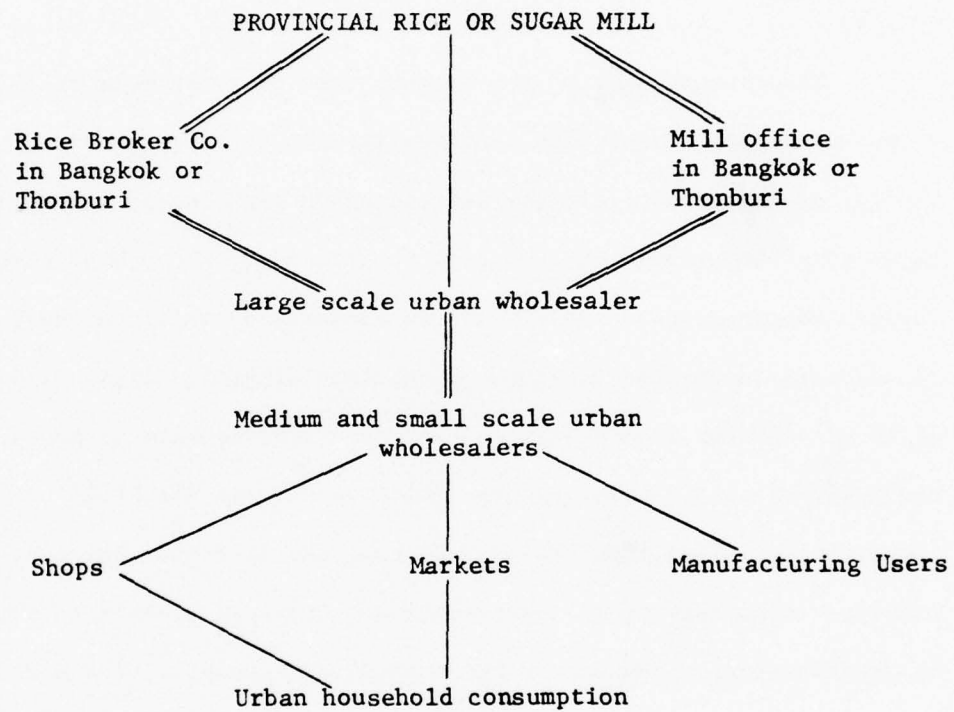 PROVINCIAL RICE OR SUGAR MILL
Rice Broker Co.
in Bangkok or
Thonburi
Mill office
in Bangkok or
Thonburi
Large scale urban wholesaler
Medium and small scale urban
wholesalers
Shops
Markets
Manufacturing Users
Urban household consumption